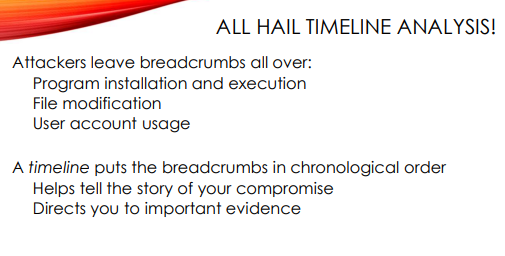 ALL HAIL TIMELINE ANALYSIS!
Attackers leave breadcrumbs all over:
Program installation and execution
File modification
User account usage
A timeline puts the breadcrumbs in chronological order
Helps tell the story of your compromise
Directs you to important evidence